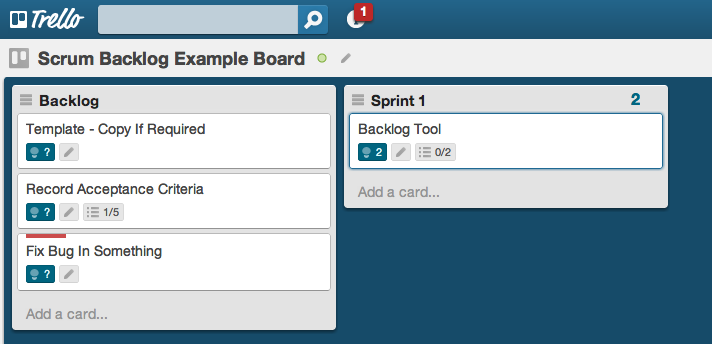 Trello
1
Scrum Backlog Example Board
Backlog
Template - Copy If Required
?
Record Acceptance Criteria
? 1/5
Fix Bug In Something
?
Add a card...
Sprint 1 2
Backlog Tool
2 0/2
Add a card...